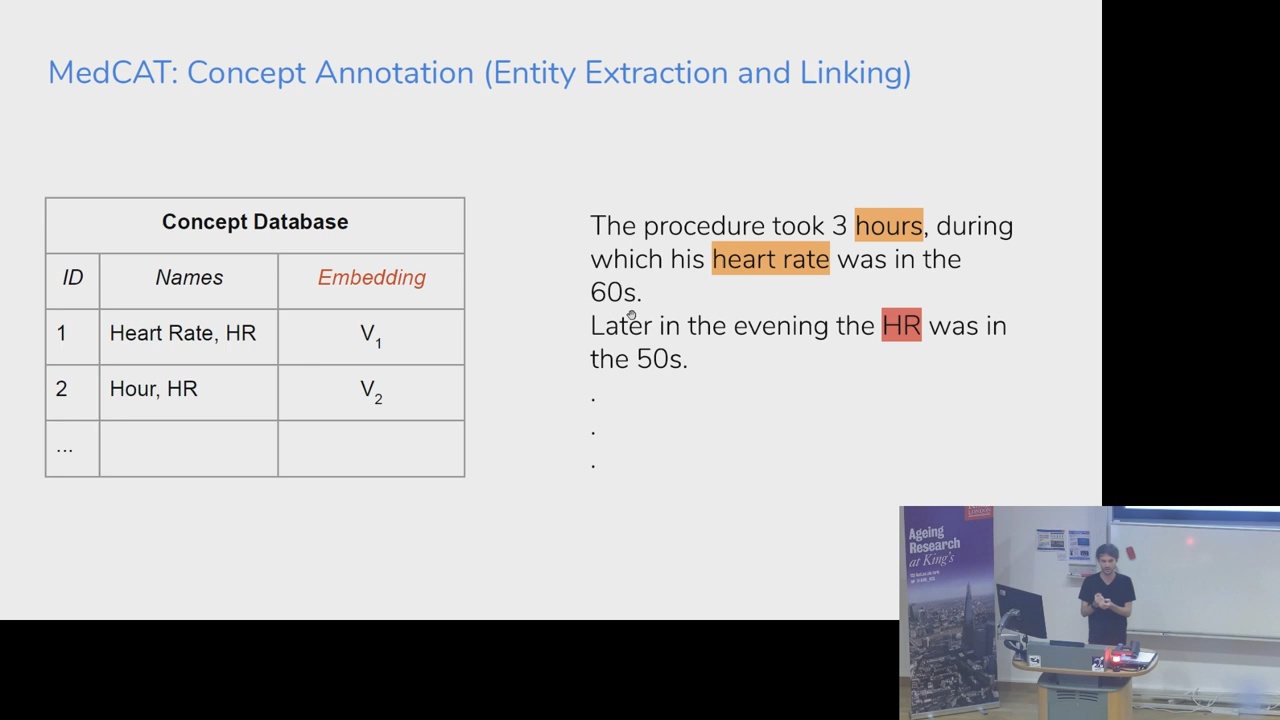 MedCAT: Concept Annotation (Entity Extraction and Linking)
Concept Database
ID Names Embedding
1 Heart Rate, HR V1
2 Hour, HR V2
...
The procedure took 3 hours, during
which his heart rate was in the
60s.
Later in the evening the HR was in
the 50s.
.
.
.
Ageing
Research
at King's